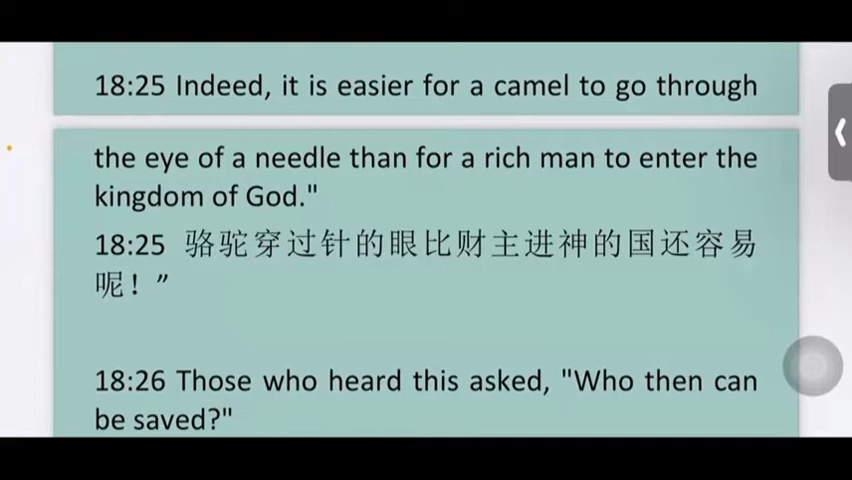 18:25 Indeed, it is easier for a camel to go through
the eye of a needle than for a rich man to enter the
kingdom of God."
18:25 骆驼穿过针的眼比财主进神的国还容易
呢！”
18:26 Those who heard this asked, "Who then can
be saved?"